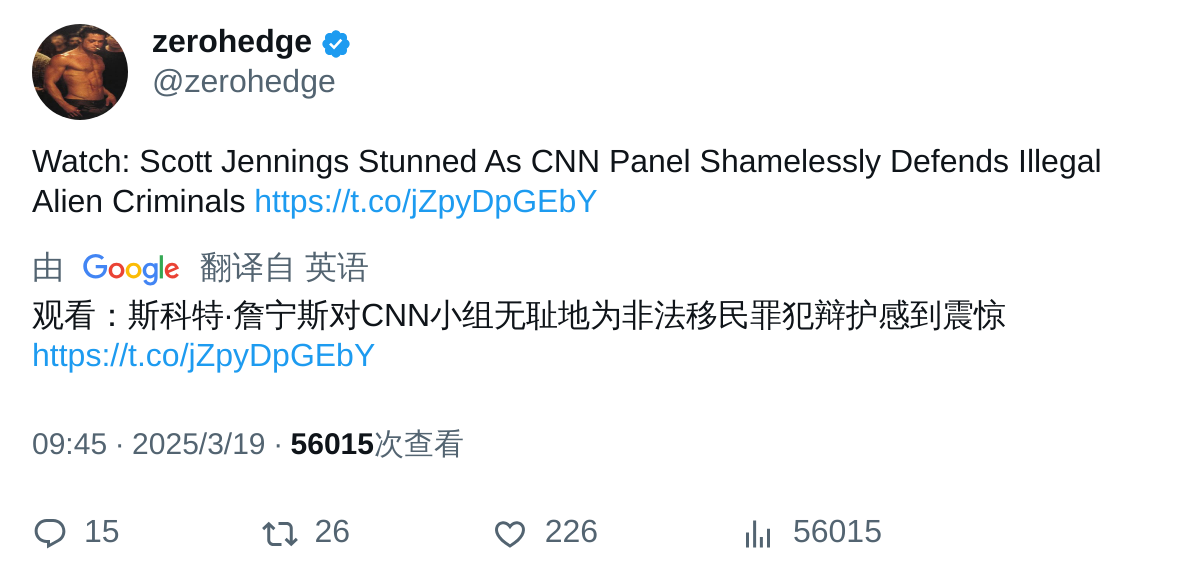 zerohedge
@zerohedge
Watch: Scott Jennings Stunned As CNN Panel Shamelessly Defends Illegal
Alien Criminals https://t.co/jZpyDpGEbY
由 Google 翻译自 英语
观看：斯科特·詹宁斯对CNN小组无耻地为非法移民罪犯辩护感到震惊
https://t.co/jZpyDpGEbY
09:45 · 2025/3/19 · 56015次查看
15 26 226 56015